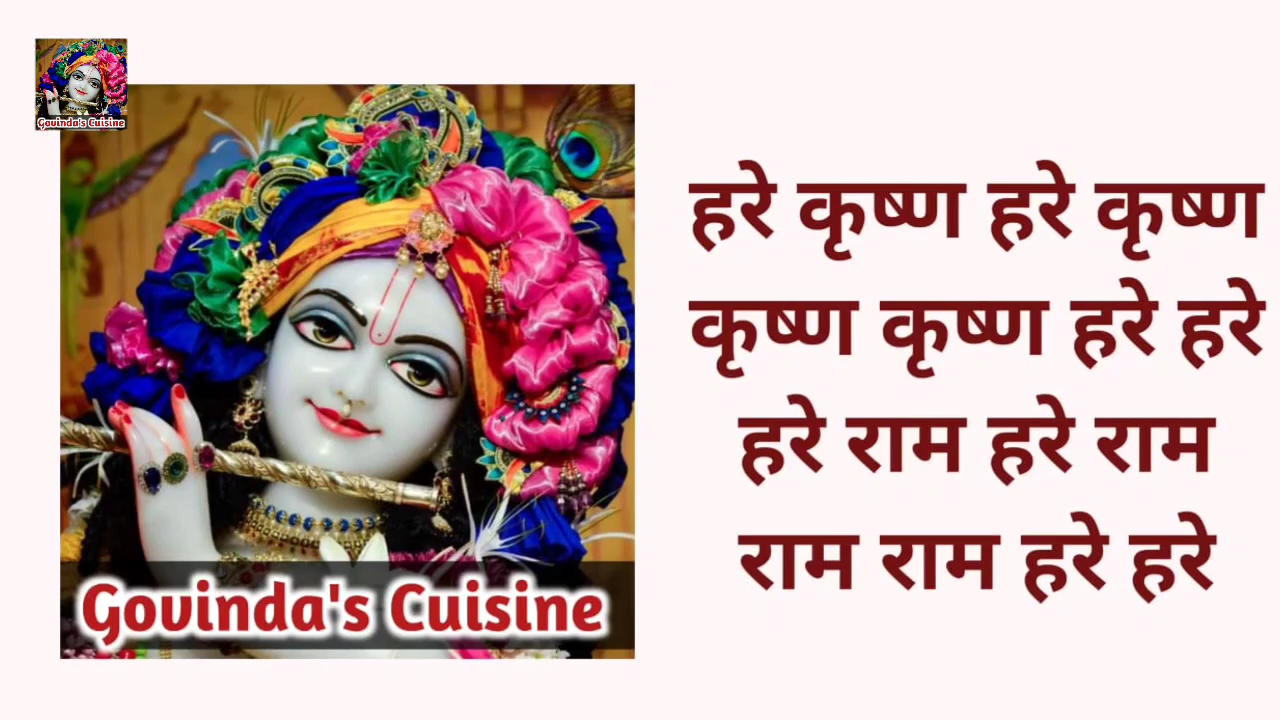 Govinda's Cuisine
Govinda's Cuisine
हरे कृष्ण हरे कृष्ण
कृष्ण कृष्ण हरे हरे
हरे राम हरे राम
राम राम हरे हरे